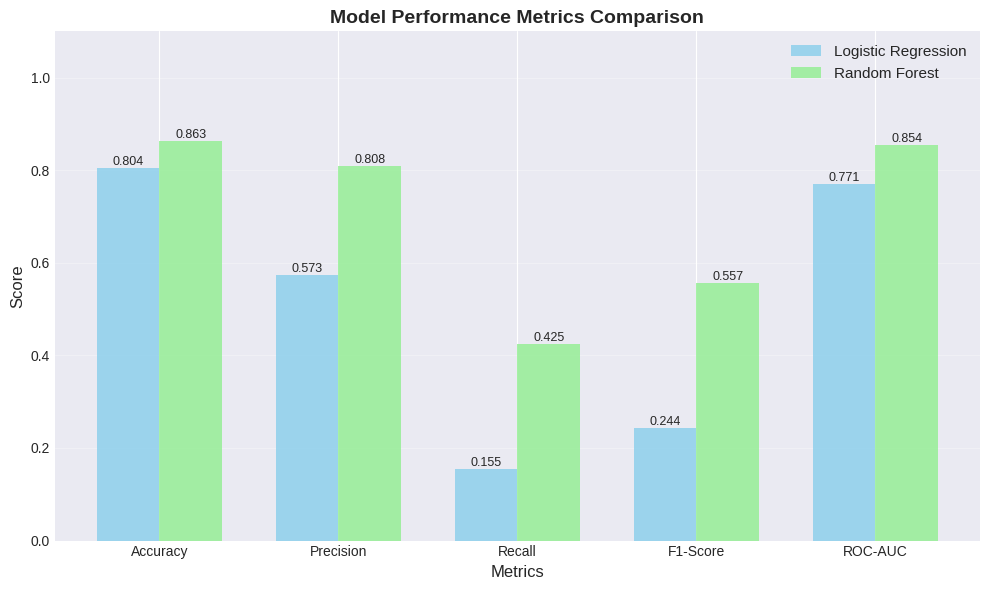 Model Performance Metrics Comparison
Logistic Regression
Random Forest
Score
1.0
0.8
0.6
0.4
0.2
0.0
0.804
0.863
0.573
0.808
0.155
0.425
0.244
0.557
0.771
0.854
Accuracy
Precision
Recall
F1-Score
ROC-AUC
Metrics